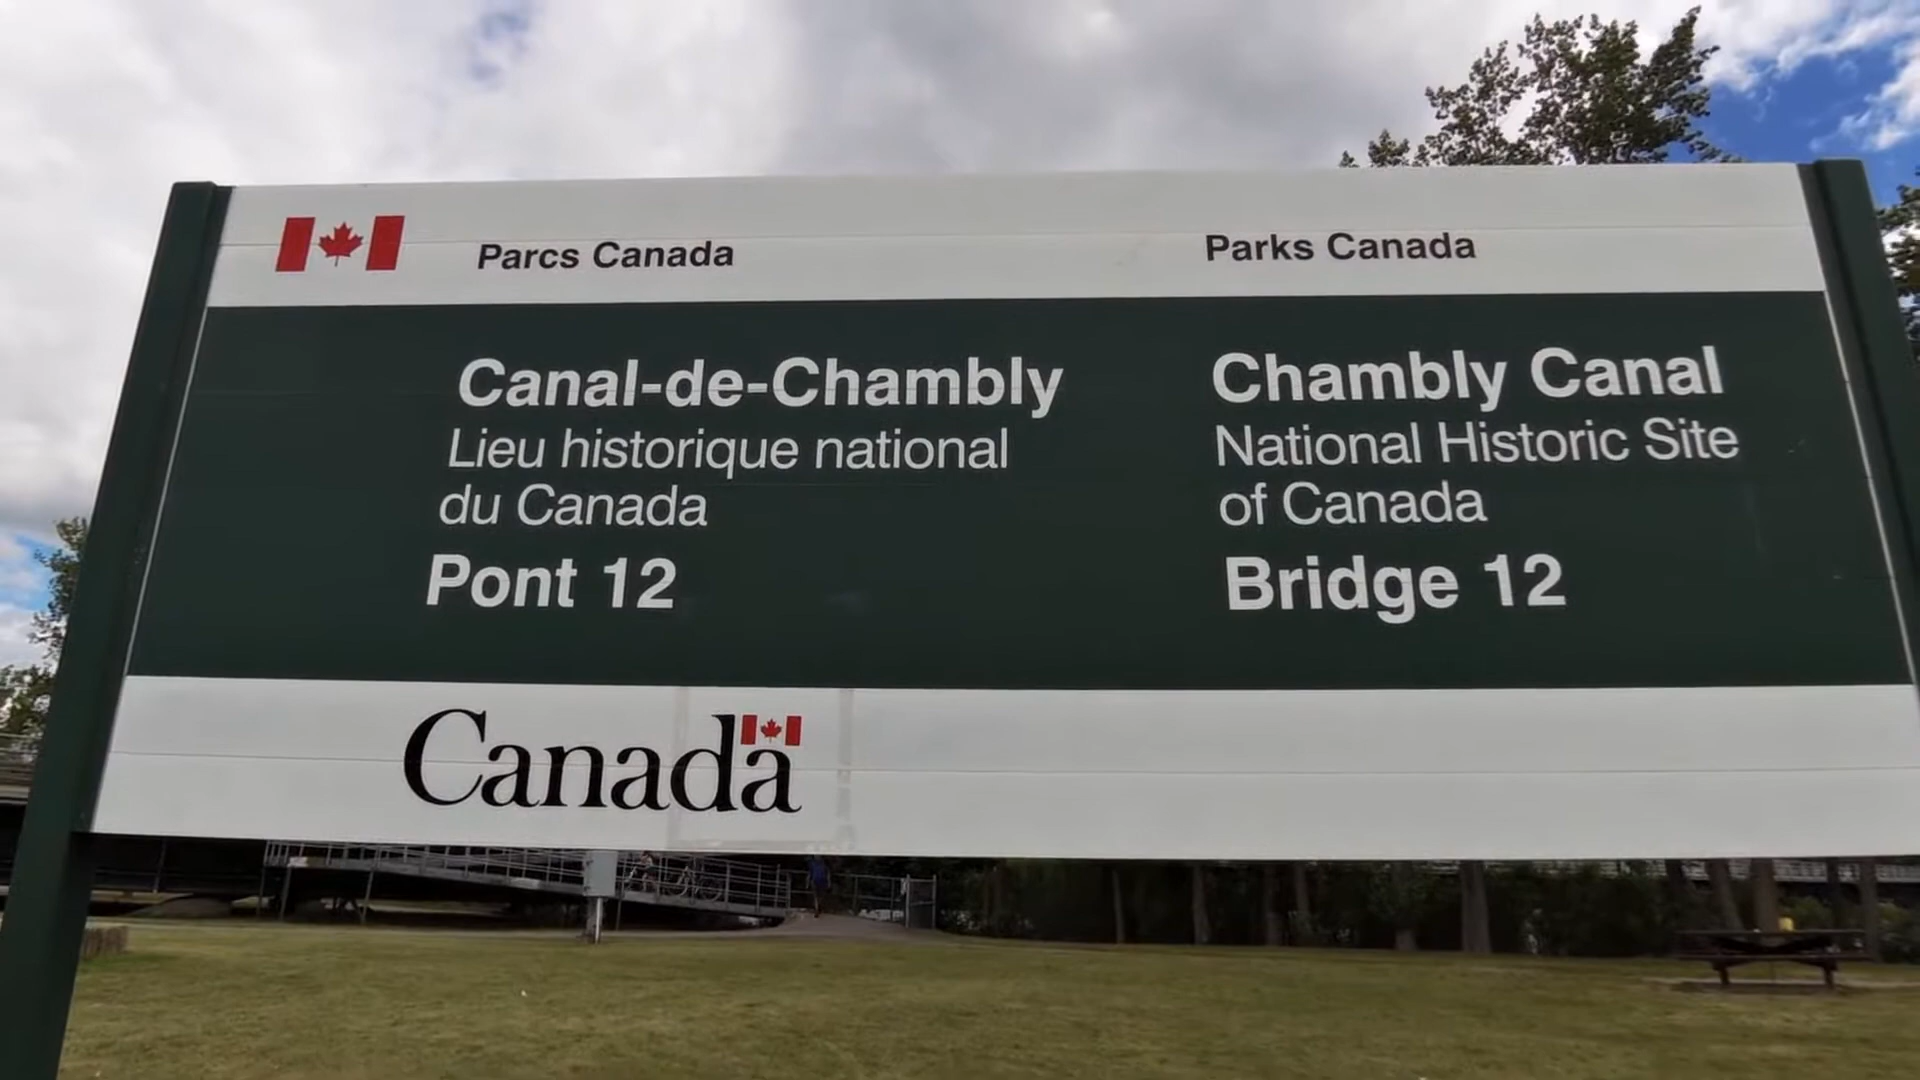 Parcs Canada
Canal-de-Chambly
Lieu historique national
du Canada
Pont 12
Parks Canada
Chambly Canal
National Historic Site
of Canada
Bridge 12
Canada